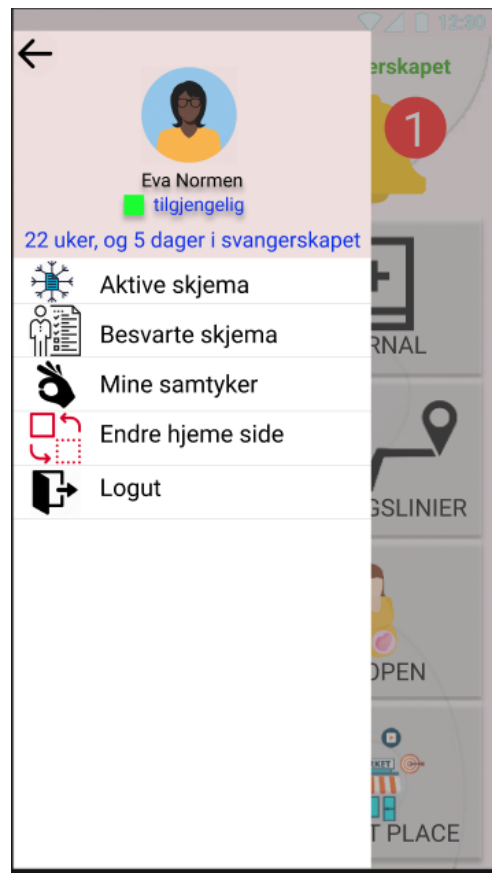 12:30
erskapet
1
Eva Normen
tilgjengelig
22 uker, og 5 dager i svangerskapet
Aktive skjema
Besvarte skjema
Mine samtyker
Endre hjeme side
Logut
RNAL
GSLINIER
OPEN
KET
T PLACE